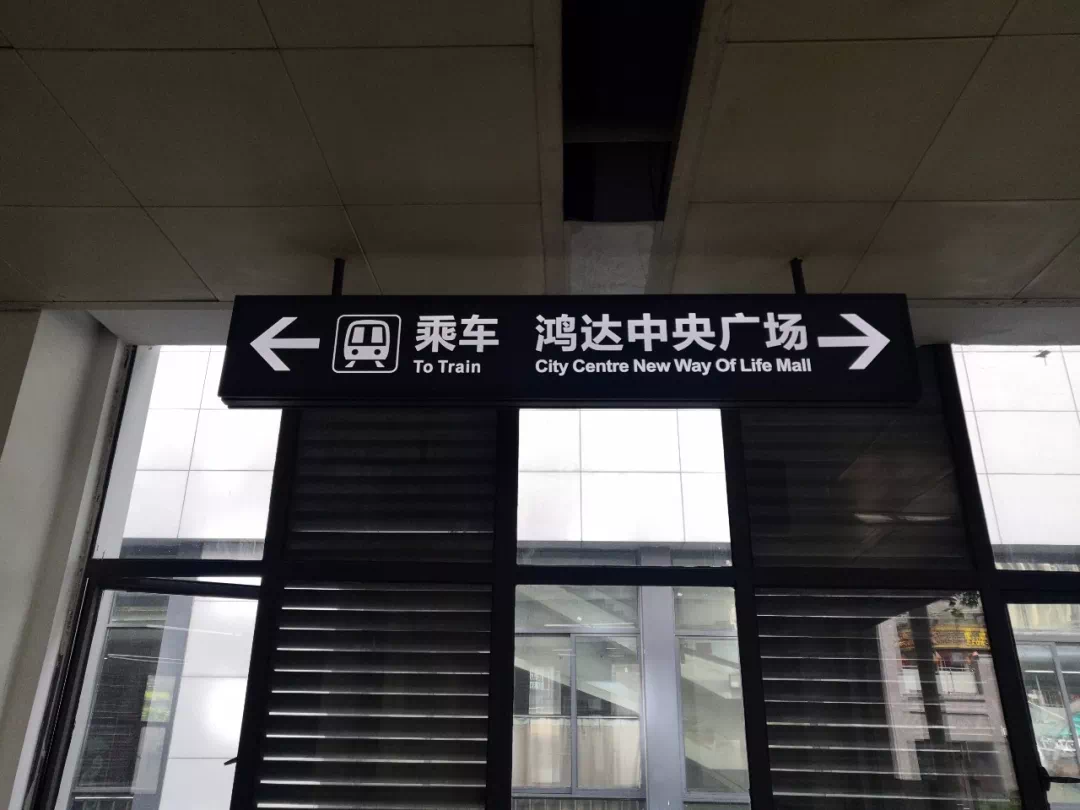 乘车
To Train
鸿达中央广场
City Centre New Way Of Life Mall